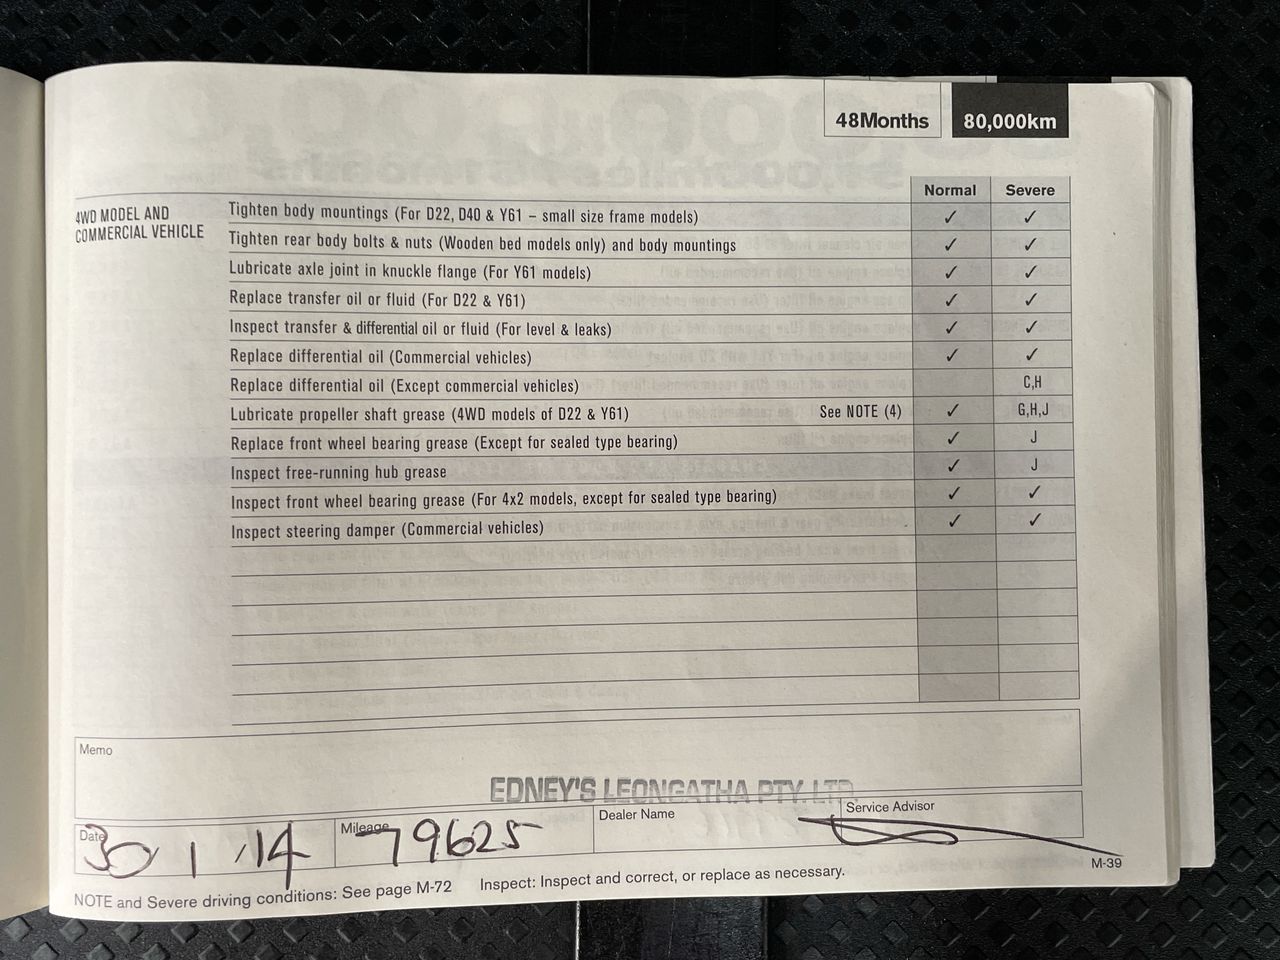 48Months 80,000km
Normal Severe
4WD MODEL AND
COMMERCIAL VEHICLE
Tighten body mountings (For D22, D40 & Y61 – small size frame models) ✓ ✓
Tighten rear body bolts & nuts (Wooden bed models only) and body mountings ✓ ✓
Lubricate axle joint in knuckle flange (For Y61 models) ✓ ✓
Replace transfer oil or fluid (For D22 & Y61) ✓ ✓
Inspect transfer & differential oil or fluid (For level & leaks) ✓ ✓
Replace differential oil (Commercial vehicles) ✓ ✓
Replace differential oil (Except commercial vehicles) C,H
Lubricate propeller shaft grease (4WD models of D22 & Y61) See NOTE (4) ✓ G,H,J
Replace front wheel bearing grease (Except for sealed type bearing) ✓ J
Inspect free-running hub grease ✓ J
Inspect front wheel bearing grease (For 4x2 models, except for sealed type bearing) ✓ ✓
Inspect steering damper (Commercial vehicles) ✓ ✓
Memo
EDNEY'S LEONGATHA PTY. LTD.
Date 30/1/14 Mileage 79625 Dealer Name Service Advisor
M-39
NOTE and Severe driving conditions: See page M-72 Inspect: Inspect and correct, or replace as necessary.